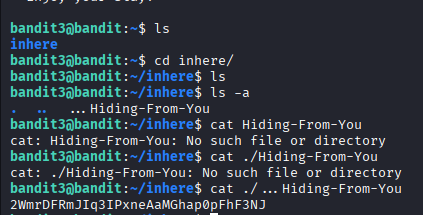 Enjoy your stay!
bandit3@bandit:~$ ls
inhere
bandit3@bandit:~$ cd inhere/
bandit3@bandit:~/inhere$ ls
bandit3@bandit:~/inhere$ ls -a
.  ..  ...Hiding-From-You
bandit3@bandit:~/inhere$ cat Hiding-From-You
cat: Hiding-From-You: No such file or directory
bandit3@bandit:~/inhere$ cat ./Hiding-From-You
cat: ./Hiding-From-You: No such file or directory
bandit3@bandit:~/inhere$ cat ./...Hiding-From-You
2WmrDFRmJIq3IPxneAaMGhap0pFhF3NJ